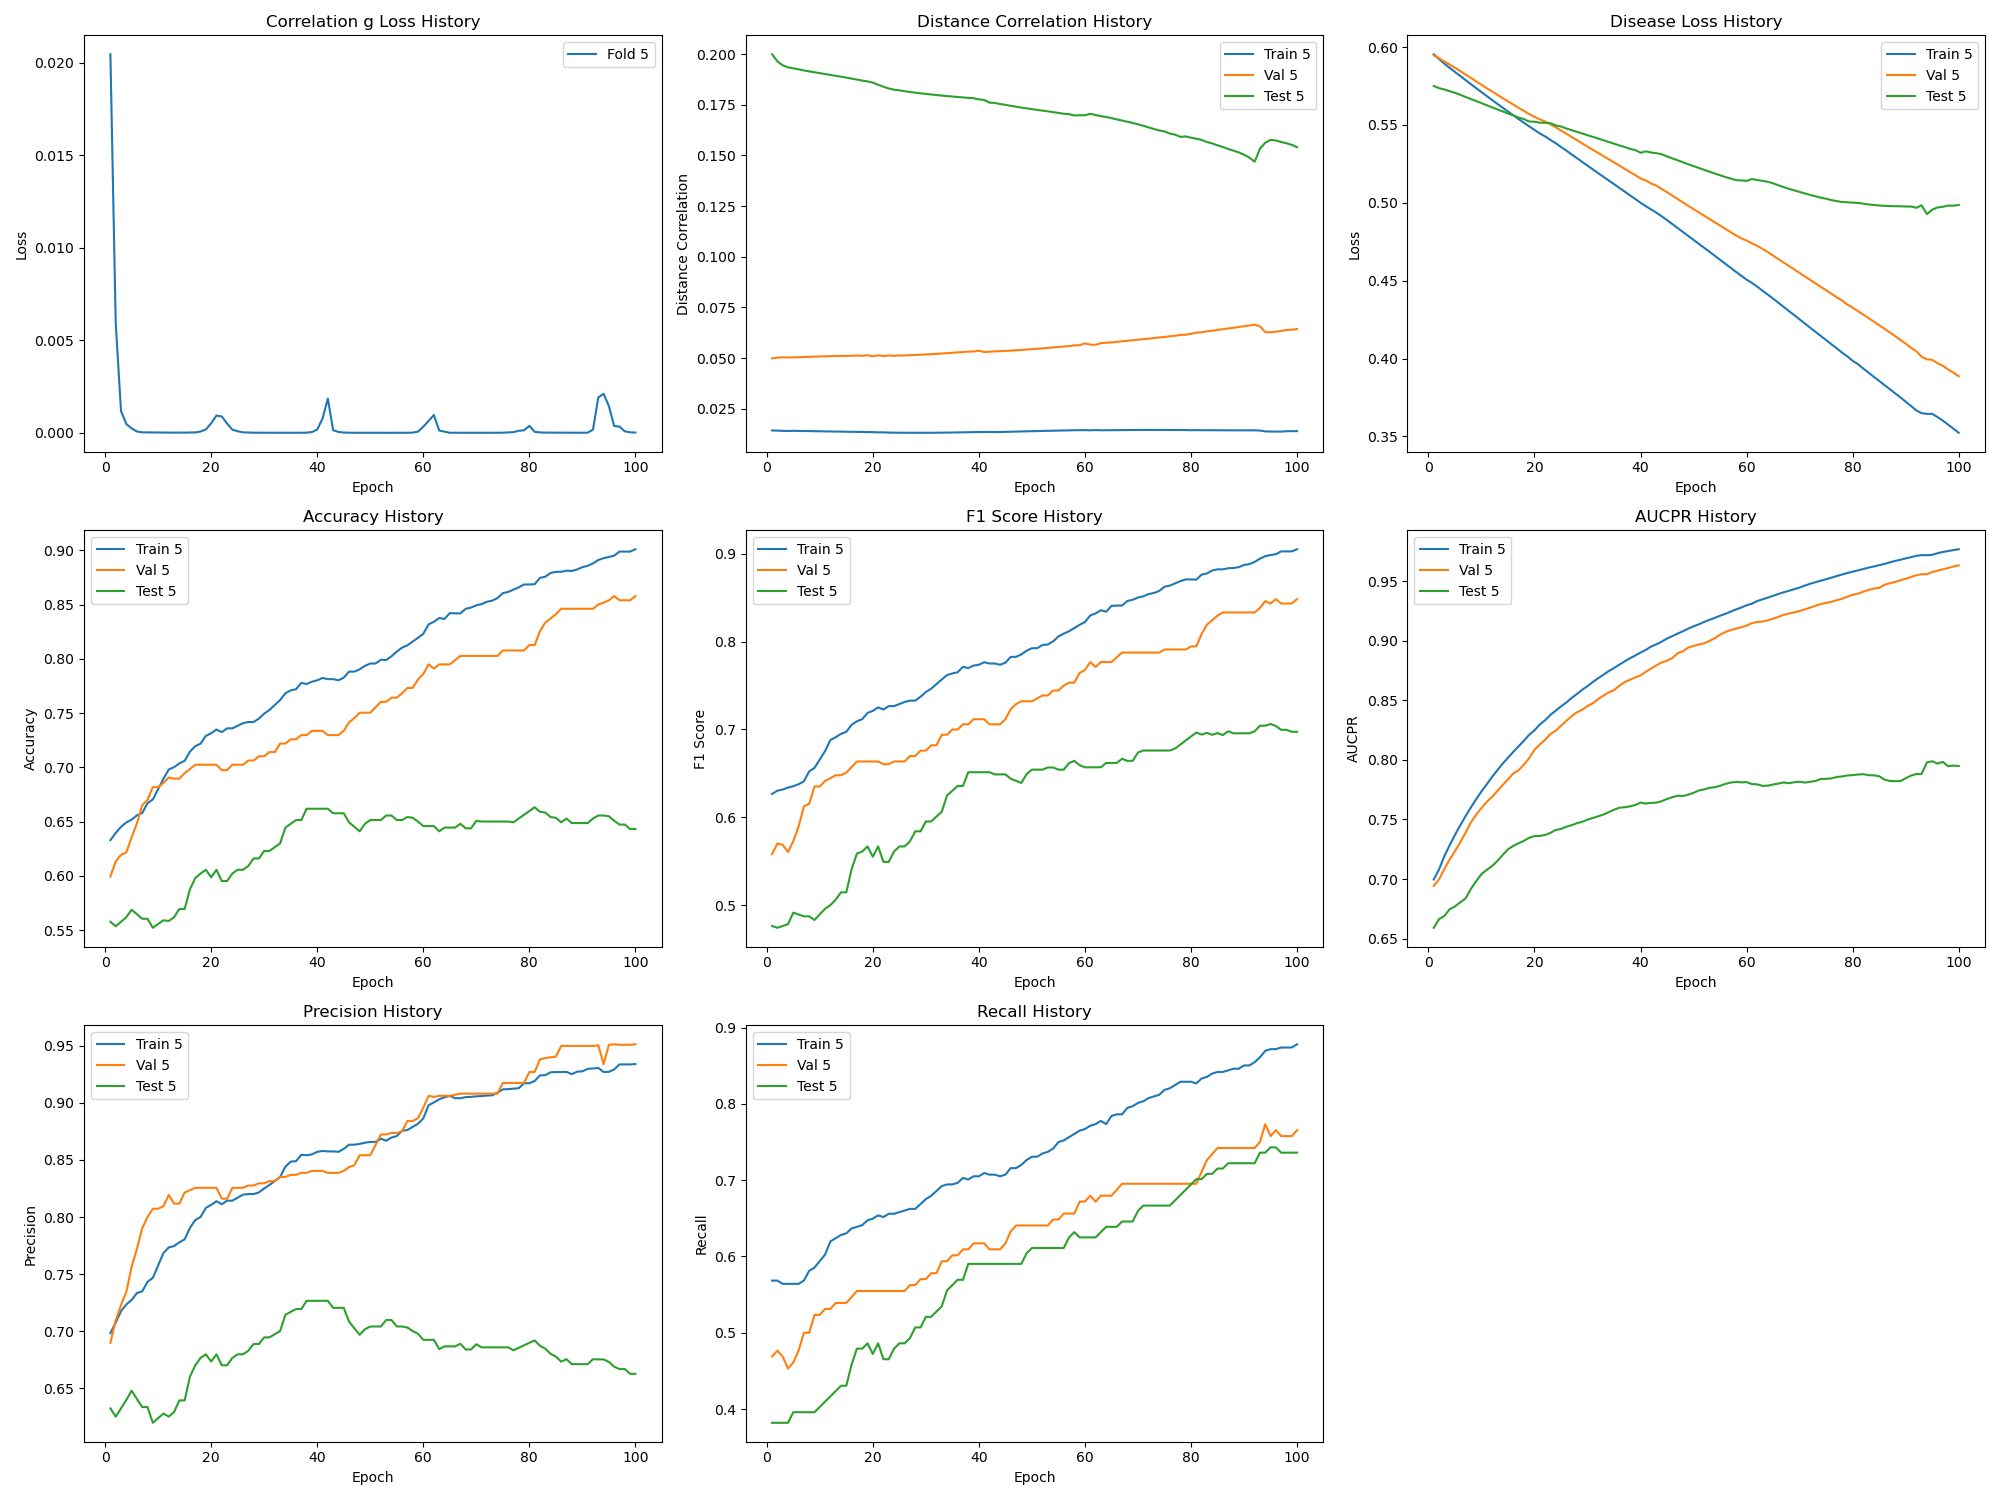 Correlation g Loss History
Fold 5
0.020
0.015
0.010
0.005
0.000
Loss
0 20 40 60 80 100
Epoch
Distance Correlation History
Train 5
Val 5
Test 5
0.200
0.175
0.150
0.125
0.100
0.075
0.050
0.025
Distance Correlation
0 20 40 60 80 100
Epoch
Disease Loss History
Train 5
Val 5
Test 5
0.60
0.55
0.50
0.45
0.40
0.35
Loss
0 20 40 60 80 100
Epoch
Accuracy History
Train 5
Val 5
Test 5
0.90
0.85
0.80
0.75
0.70
0.65
0.60
0.55
Accuracy
0 20 40 60 80 100
Epoch
F1 Score History
Train 5
Val 5
Test 5
0.9
0.8
0.7
0.6
0.5
F1 Score
0 20 40 60 80 100
Epoch
AUCPR History
Train 5
Val 5
Test 5
0.95
0.90
0.85
0.80
0.75
0.70
0.65
AUCPR
0 20 40 60 80 100
Epoch
Precision History
Train 5
Val 5
Test 5
0.95
0.90
0.85
0.80
0.75
0.70
0.65
Precision
0 20 40 60 80 100
Epoch
Recall History
Train 5
Val 5
Test 5
0.9
0.8
0.7
0.6
0.5
0.4
Recall
0 20 40 60 80 100
Epoch